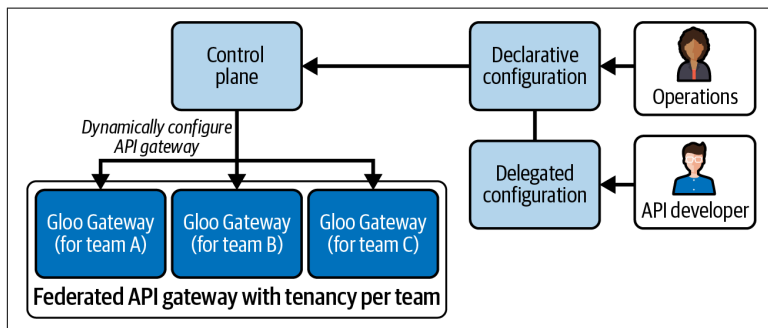 Control
plane
Declarative
configuration
Operations
Dynamically configure
API gateway
Delegated
configuration
API developer
Gloo Gateway
(for team A)
Gloo Gateway
(for team B)
Gloo Gateway
(for team C)
Federated API gateway with tenancy per team